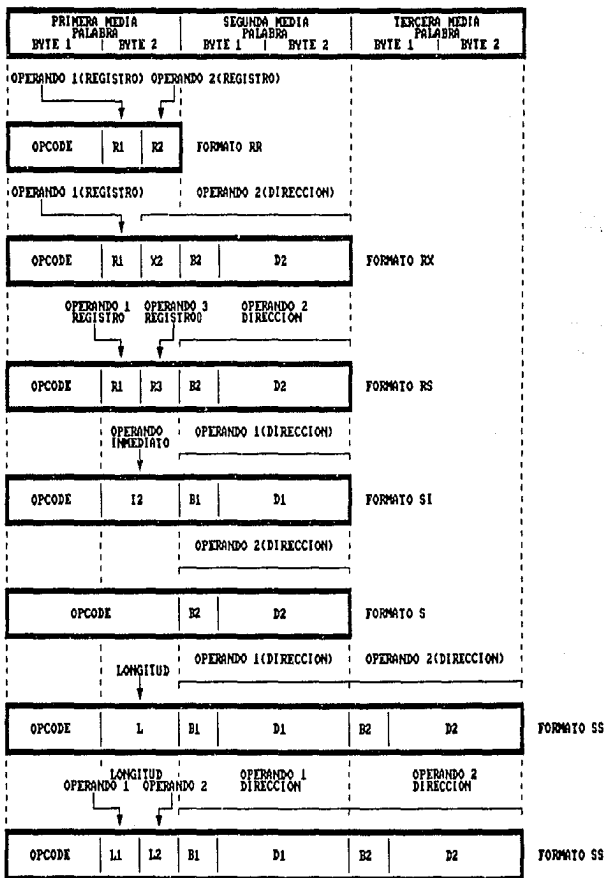 PRIMERA MEDIA PALABRA SEGUNDA MEDIA PALABRA TERCERA MEDIA PALABRA
BYTE 1 | BYTE 2 BYTE 1 | BYTE 2 BYTE 1 | BYTE 2
OPERANDO 1(REGISTRO) OPERANDO 2(REGISTRO)
OPCODE R1 R2 FORMATO RR
OPERANDO 1(REGISTRO) OPERANDO 2(DIRECCION)
OPCODE R1 X2 B2 D2 FORMATO RX
OPERANDO 1 OPERANDO 3 OPERANDO 2
REGISTRO REGISTROO DIRECCION
OPCODE R1 R3 B2 D2 FORMATO RS
OPERANDO OPERANDO 1(DIRECCION)
INMEDIATO
OPCODE I2 B1 D1 FORMATO SI
OPERANDO 2(DIRECCION)
OPCODE B2 D2 FORMATO S
OPERANDO 1(DIRECCION) OPERANDO 2(DIRECCION)
LONGITUD
OPCODE L B1 D1 B2 D2 FORMATO SS
LONGITUD OPERANDO 1 OPERANDO 2
OPERANDO 1 OPERANDO 2 DIRECCION DIRECCION
OPCODE L1 L2 B1 D1 B2 D2 FORMATO SS